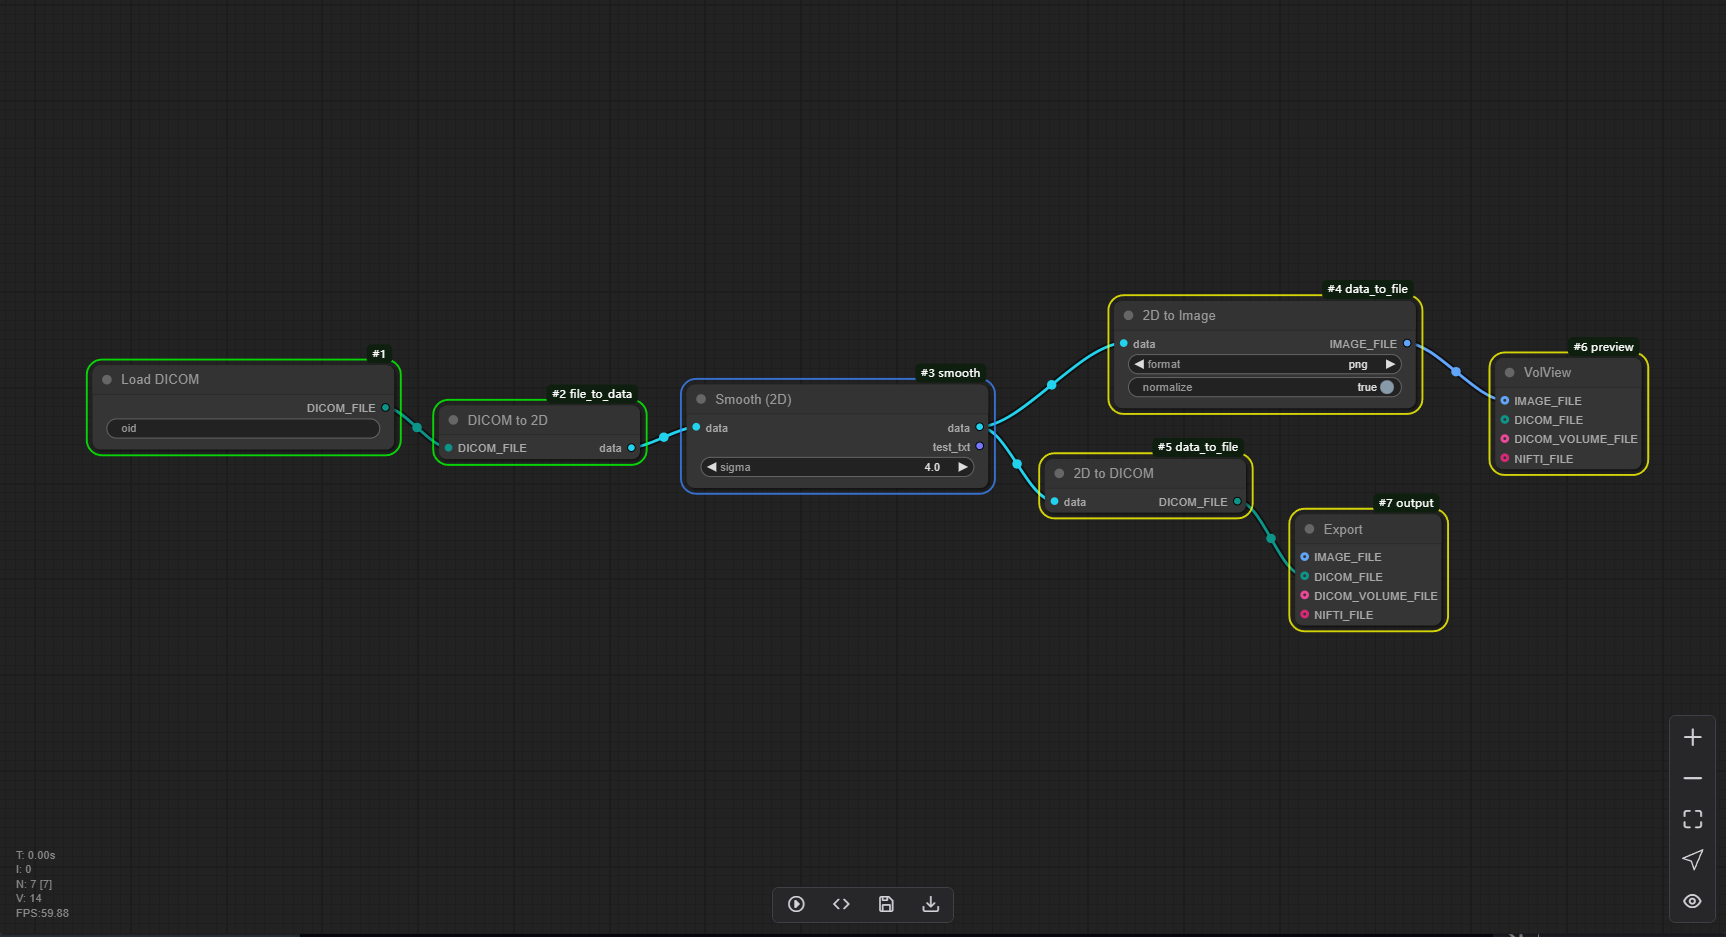 #1
Load DICOM
DICOM_FILE
oid
#2 file_to_data
DICOM to 2D
DICOM_FILE data
#3 smooth
Smooth (2D)
data data
test_txt
sigma 4.0
#4 data_to_file
2D to Image
data IMAGE_FILE
format png
normalize true
#5 data_to_file
2D to DICOM
data DICOM_FILE
#6 preview
VolView
IMAGE_FILE
DICOM_FILE
DICOM_VOLUME_FILE
NIFTI_FILE
#7 output
Export
IMAGE_FILE
DICOM_FILE
DICOM_VOLUME_FILE
NIFTI_FILE
T: 0.00s
I: 0
N: 7 [7]
V: 14
FPS:59.88